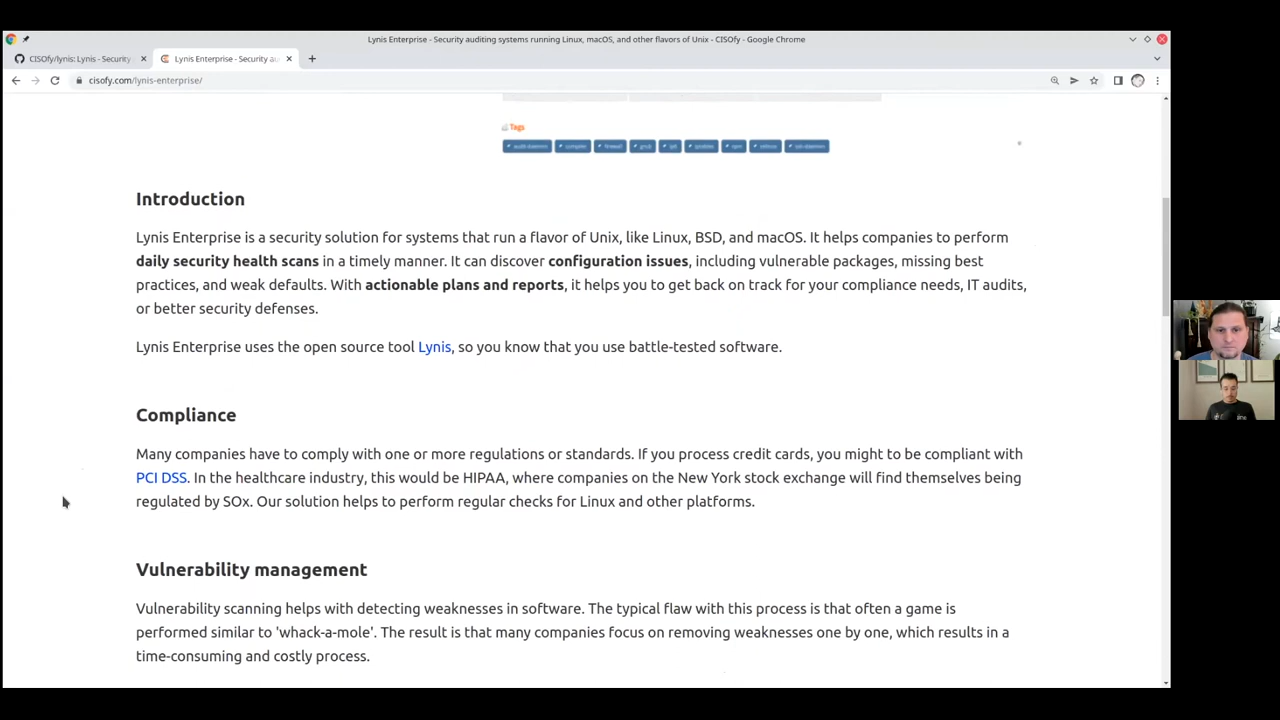 Lynis Enterprise - Security auditing systems running Linux, macOS, and other flavors of Unix - CISOfy - Google Chrome
CISOfy/lynis: Lynis - Security
Lynis Enterprise - Security au
cisofy.com/lynis-enterprise/
Tags
audit-daemon compiler firewall grub
Introduction
Lynis Enterprise is a security solution for systems that run a flavor of Unix, like Linux, BSD, and macOS. It helps companies to perform
daily security health scans in a timely manner. It can discover configuration issues, including vulnerable packages, missing best
practices, and weak defaults. With actionable plans and reports, it helps you to get back on track for your compliance needs, IT audits,
or better security defenses.
Lynis Enterprise uses the open source tool Lynis, so you know that you use battle-tested software.
Compliance
Many companies have to comply with one or more regulations or standards. If you process credit cards, you might to be compliant with
PCI DSS. In the healthcare industry, this would be HIPAA, where companies on the New York stock exchange will find themselves being
regulated by SOx. Our solution helps to perform regular checks for Linux and other platforms.
Vulnerability management
Vulnerability scanning helps with detecting weaknesses in software. The typical flaw with this process is that often a game is
performed similar to 'whack-a-mole'. The result is that many companies focus on removing weaknesses one by one, which results in a
time-consuming and costly process.